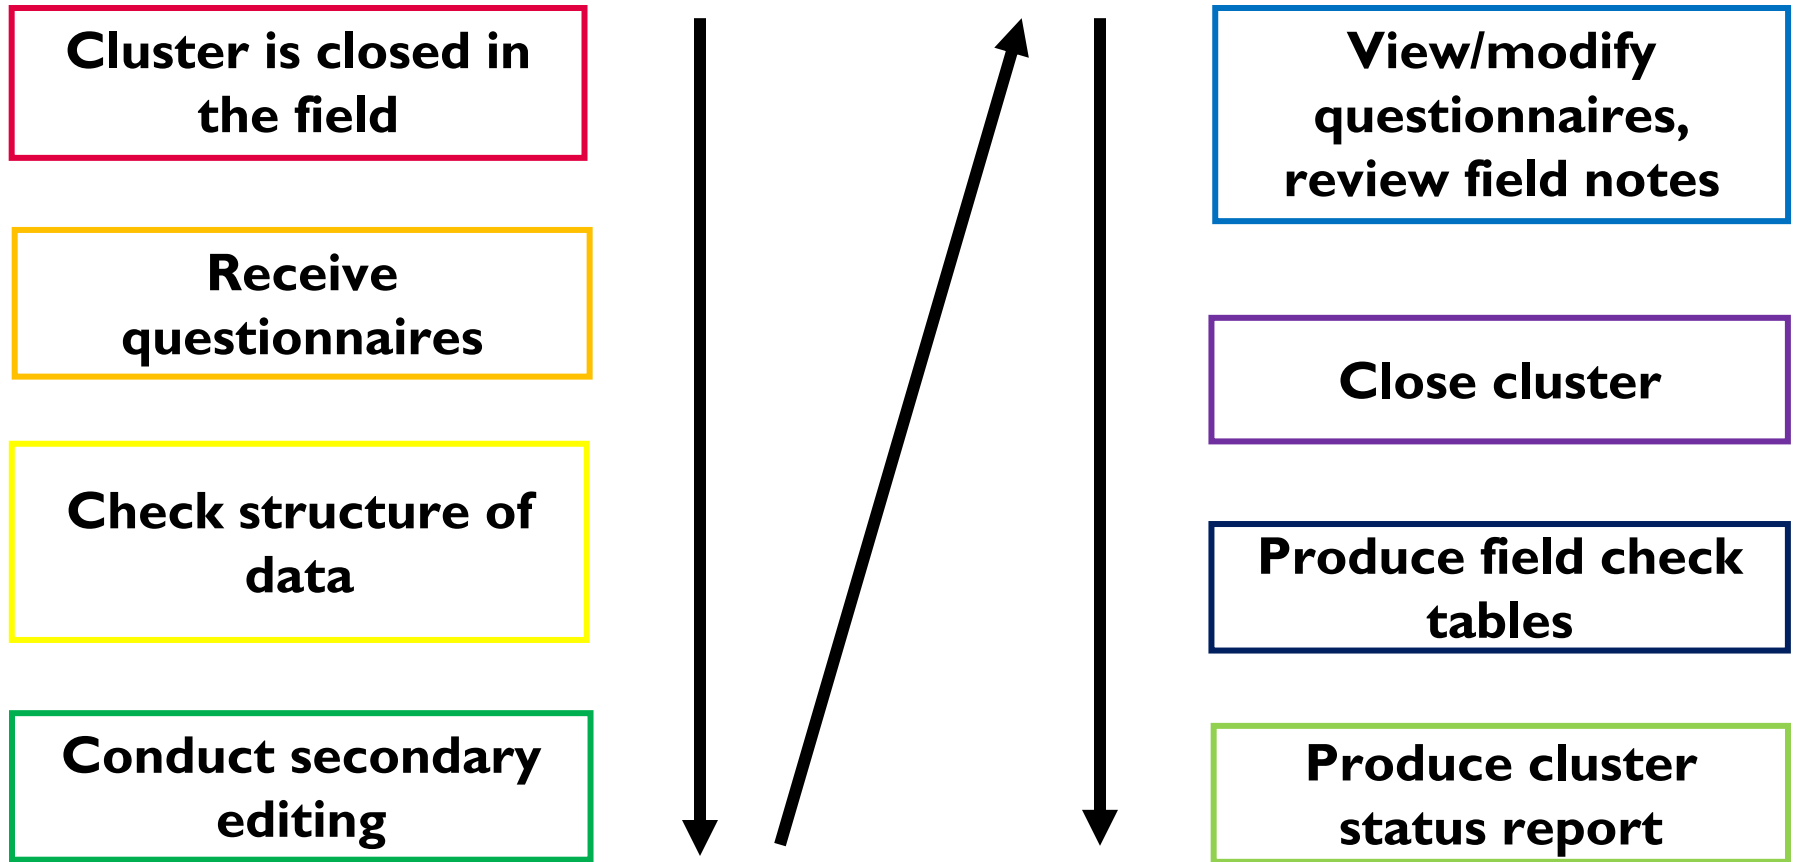 Cluster is closed in
the field
Receive
questionnaires
Check structure of
data
Conduct secondary
editing
View/modify
questionnaires,
review field notes
Close cluster
Produce field check
tables
Produce cluster
status report